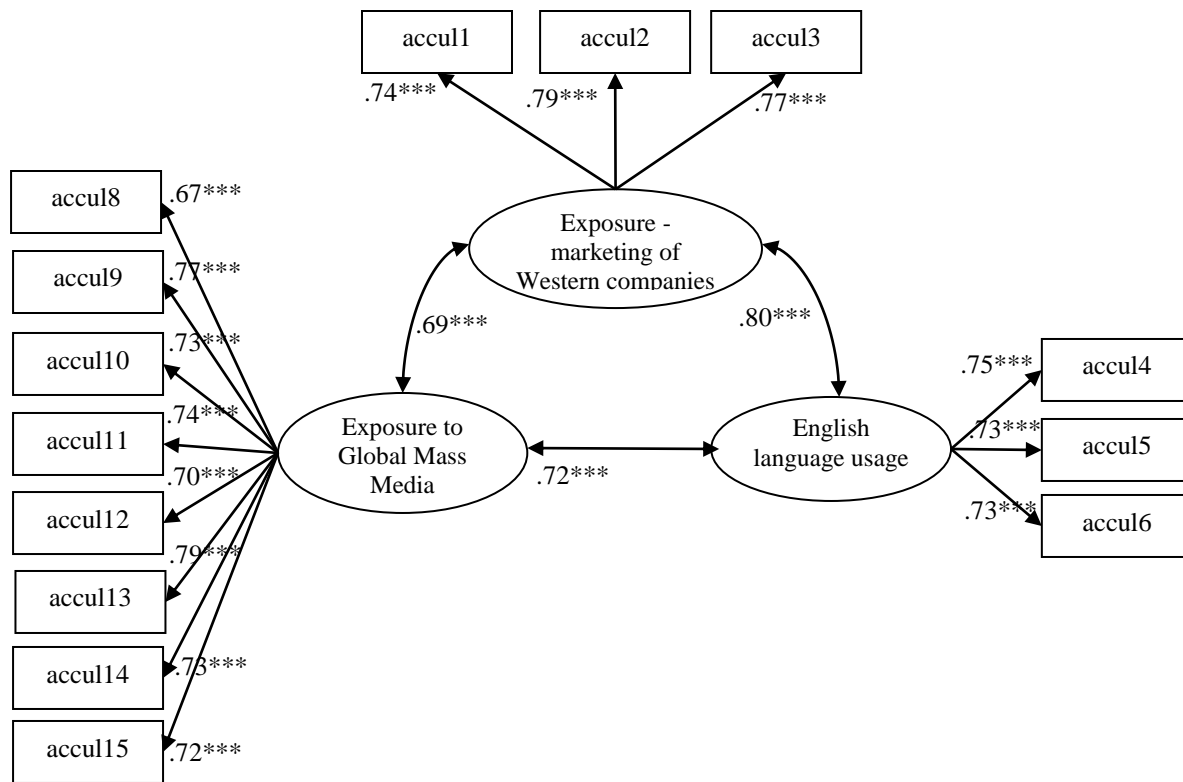 accul1
accul2
accul3
.74***
.79***
.77***
accul8
.67***
accul9
.77***
accul10
.73***
accul11
.74***
accul12
.70***
accul13
.79***
accul14
.73***
accul15
.72***
Exposure -
marketing of
Western companies
.69***
.80***
Exposure to
Global Mass
Media
.72***
English
language usage
.75***
accul4
.73***
accul5
.73***
accul6